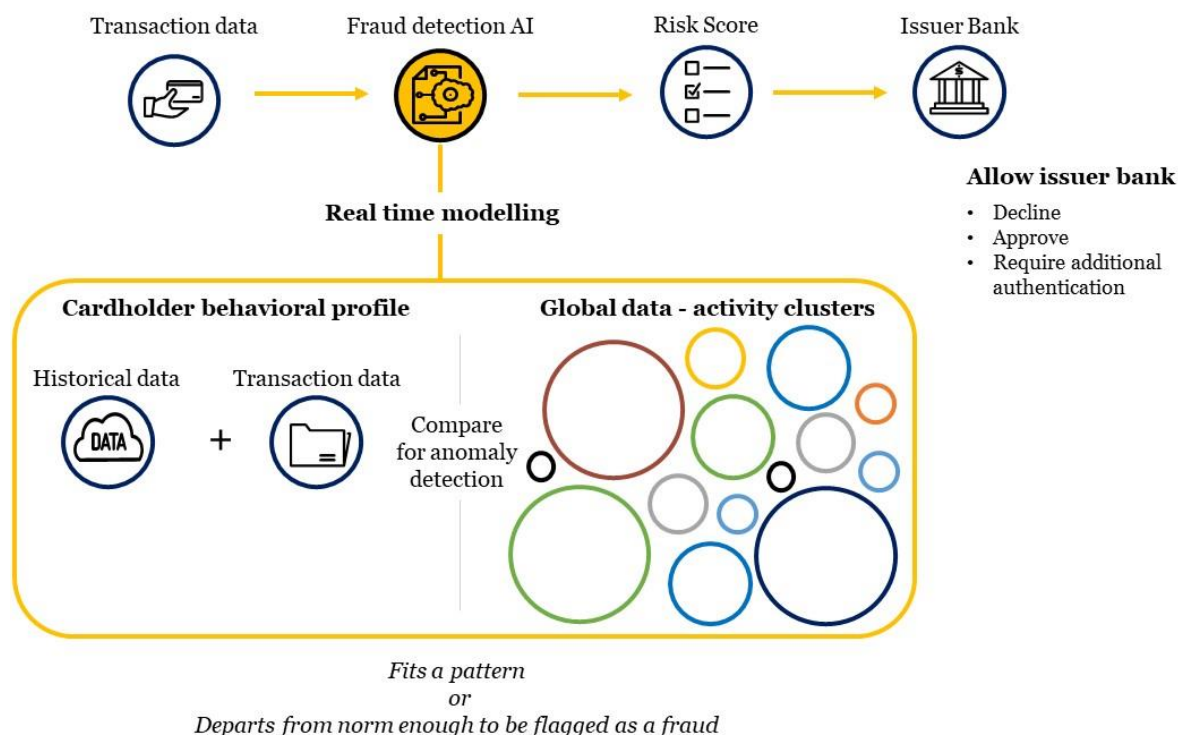 Transaction data
Fraud detection AI
Risk Score
Issuer Bank
$
Allow issuer bank
• Decline
• Approve
• Require additional
authentication
Real time modelling
Cardholder behavioral profile
Global data - activity clusters
Historical data
Transaction data
DATA
+
Compare
for anomaly
detection
Fits a pattern
or
Departs from norm enough to be flagged as a fraud